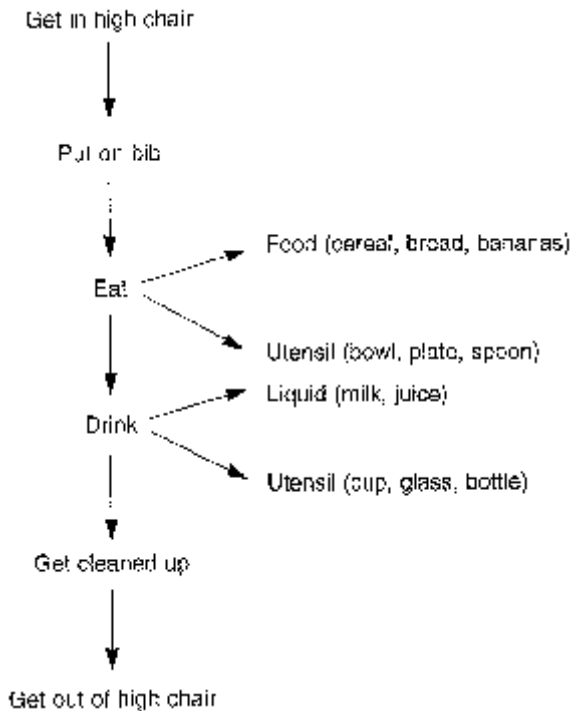 Get in high chair
Put on bib
Food (cereal, bread, bananas)
Eat
Utensil (bowl, plate, spoon)
Liquid (milk, juice)
Drink
Utensil (cup, glass, bottle)
Get cleaned up
Get out of high chair